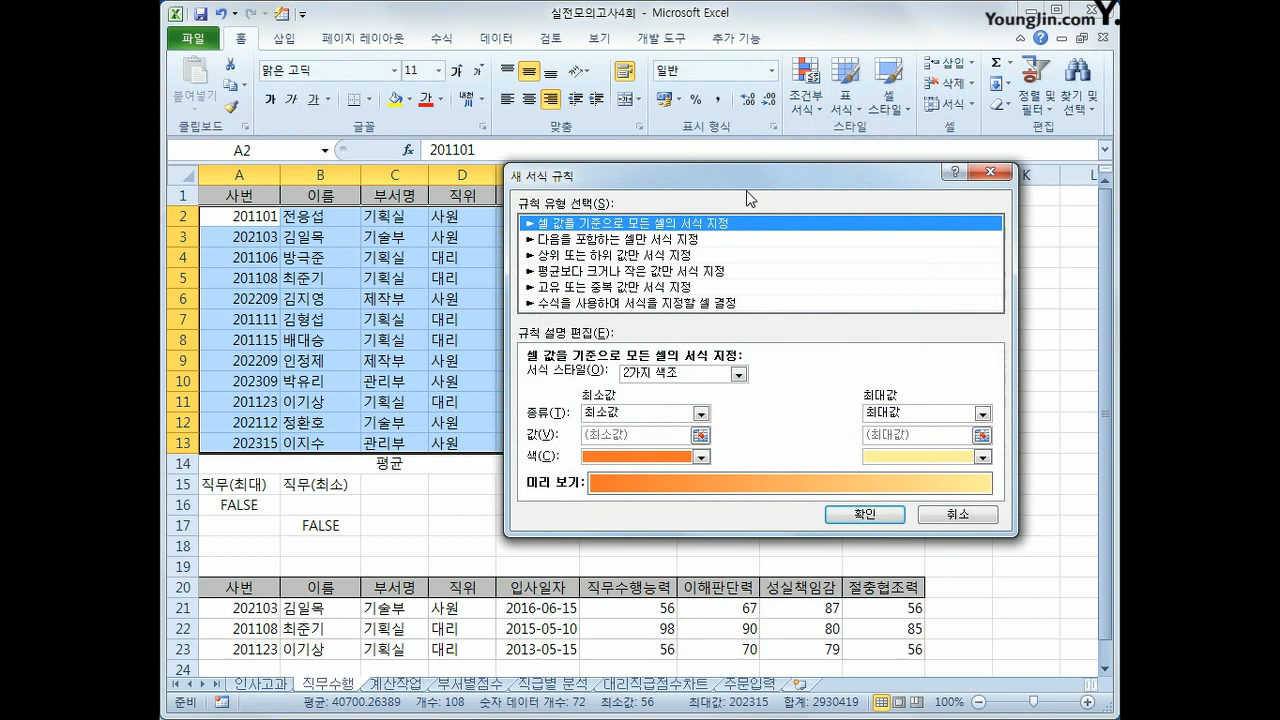 실전모의고사4회 - Microsoft Excel
YoungJin.com Y.
파일 홈 삽입 페이지 레이아웃 수식 데이터 검토 보기 개발 도구 추가 기능
붙여넣기 맑은 고딕 11 가 가 일반 조건부 서식 표 서식 셀 스타일 삽입 삭제 서식 Σ 정렬 및 필터 찾기 및 선택
가 가 가 가 내천 % ,
클립보드 글꼴 맞춤 표시 형식 스타일 셀 편집
A2 fx 201101
A B C D K L
1 사번 이름 부서명 직위
2 201101 전응섭 기획실 사원
3 202103 김일목 기술부 사원
4 201106 방극준 기획실 대리
5 201108 최준기 기획실 대리
6 202209 김지영 제작부 사원
7 201111 김형섭 기획실 대리
8 201115 배대승 기획실 대리
9 202209 인정제 제작부 사원
10 202309 박유리 관리부 사원
11 201123 이기상 기획실 대리
12 202112 정환호 기술부 사원
13 202315 이지수 관리부 사원
14 평균
15 직무(최대) 직무(최소)
16 FALSE
17 FALSE
18
19
20 사번 이름 부서명 직위 입사일자 직무수행능력 이해판단력 성실책임감 절충협조력
21 202103 김일목 기술부 사원 2016-06-15 56 67 87 56
22 201108 최준기 기획실 대리 2015-05-10 98 90 80 85
23 201123 이기상 기획실 대리 2013-05-15 56 70 79 56
24
새 서식 규칙
규칙 유형 선택(S):
► 셀 값을 기준으로 모든 셀의 서식 지정
► 다음을 포함하는 셀만 서식 지정
► 상위 또는 하위 값만 서식 지정
► 평균보다 크거나 작은 값만 서식 지정
► 고유 또는 중복 값만 서식 지정
► 수식을 사용하여 서식을 지정할 셀 결정
규칙 설명 편집(E):
셀 값을 기준으로 모든 셀의 서식 지정:
서식 스타일(O): 2가지 색조
최소값 최대값
종류(T): 최소값 최대값
값(V): (최소값) (최대값)
색(C):
미리 보기:
확인 취소
인사고과 직무수행 계산작업 부서별점수 직급별 분석 대리직급점수차트 주문입력
준비 평균: 40700.26389 개수: 108 숫자 데이터 개수: 72 최소값: 56 최대값: 202315 합계: 2930419 100%